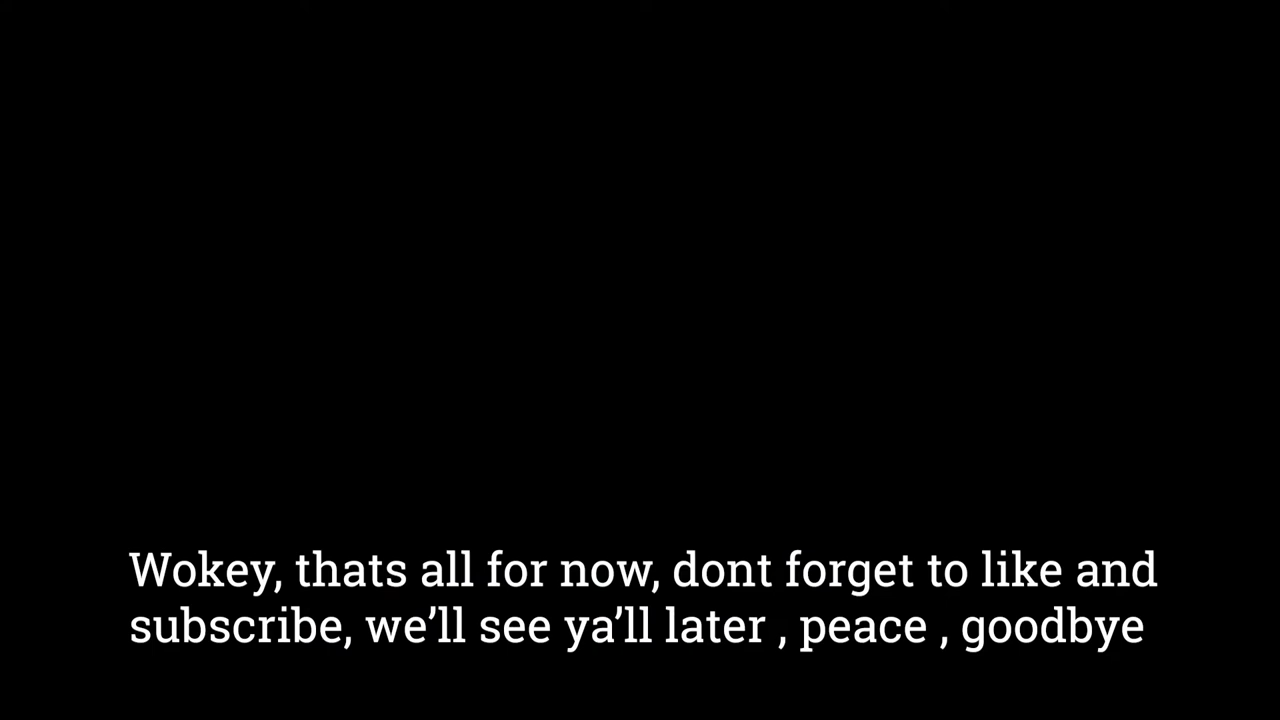 Wokey, thats all for now, dont forget to like and
subscribe, we’ll see ya’ll later , peace , goodbye